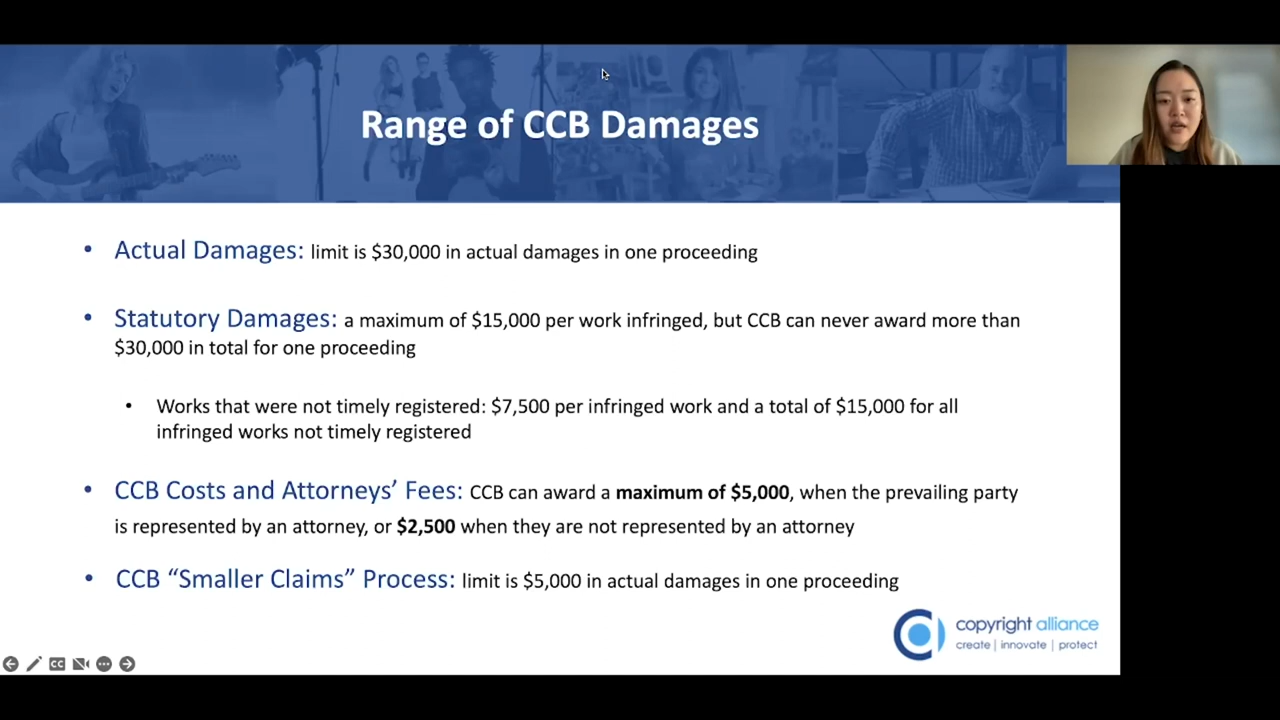 Range of CCB Damages
• Actual Damages: limit is $30,000 in actual damages in one proceeding
• Statutory Damages: a maximum of $15,000 per work infringed, but CCB can never award more than
$30,000 in total for one proceeding
• Works that were not timely registered: $7,500 per infringed work and a total of $15,000 for all
infringed works not timely registered
• CCB Costs and Attorneys’ Fees: CCB can award a maximum of $5,000, when the prevailing party
is represented by an attorney, or $2,500 when they are not represented by an attorney
• CCB “Smaller Claims” Process: limit is $5,000 in actual damages in one proceeding
copyright alliance
create | innovate | protect
CC